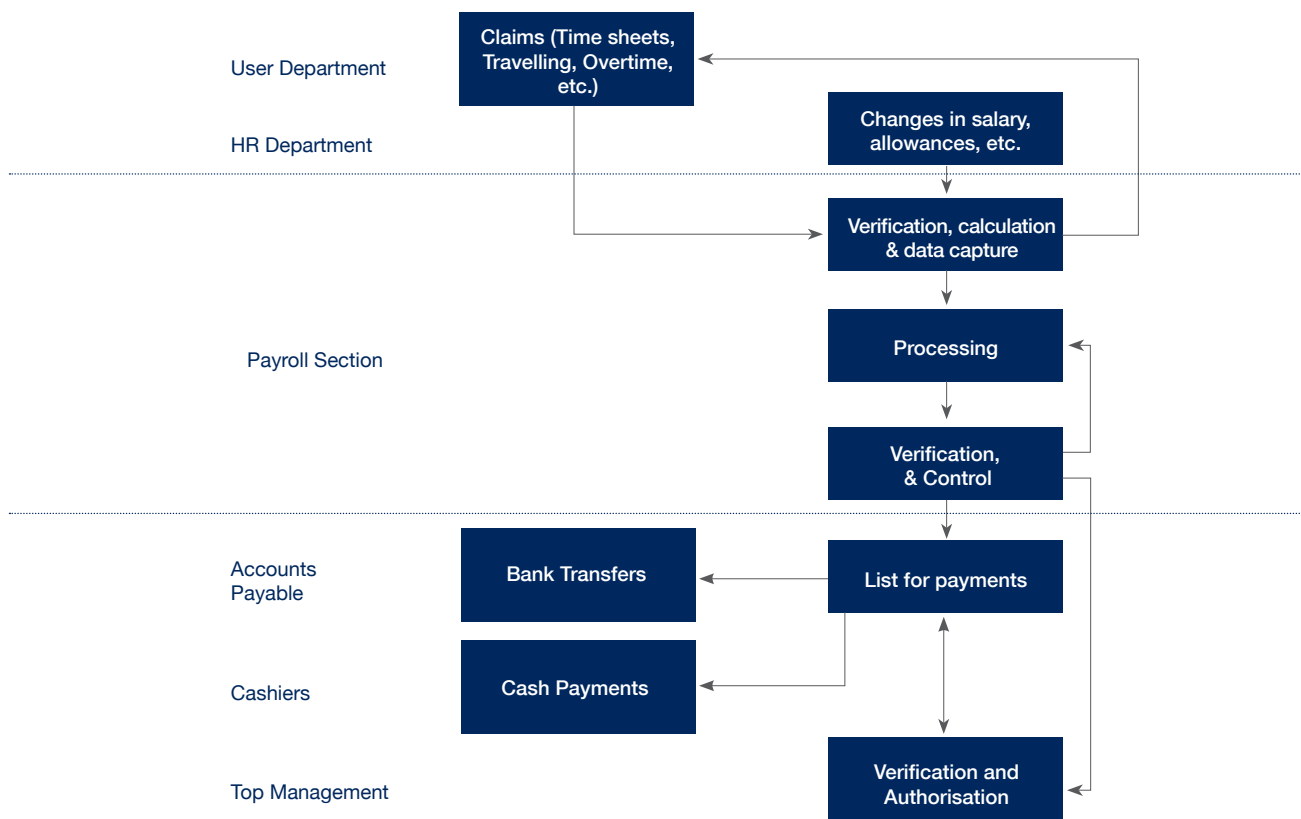 Claims (Time sheets,
Travelling, Overtime,
etc.)
User Department
Changes in salary,
allowances, etc.
HR Department
Verification, calculation
& data capture
Processing
Payroll Section
Verification,
& Control
Accounts
Payable
Bank Transfers
List for payments
Cashiers
Cash Payments
Top Management
Verification and
Authorisation